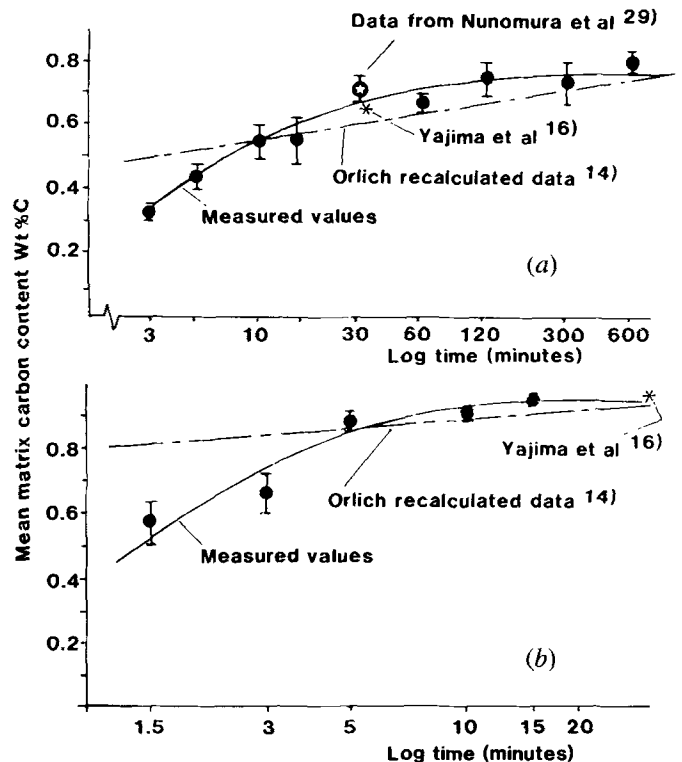 Data from Nunomura et al 29)
0.8
0.6
0.4
0.2
Yajima et al 16)
Orlich recalculated data 14)
Measured values
(a)
3 10 30 60 120 300 600
Log time (minutes)
Mean matrix carbon content Wt%C
0.8
0.6
0.4
0.2
Yajima et al 16)
Orlich recalculated data 14)
Measured values
(b)
1.5 3 5 10 15 20
Log time (minutes)